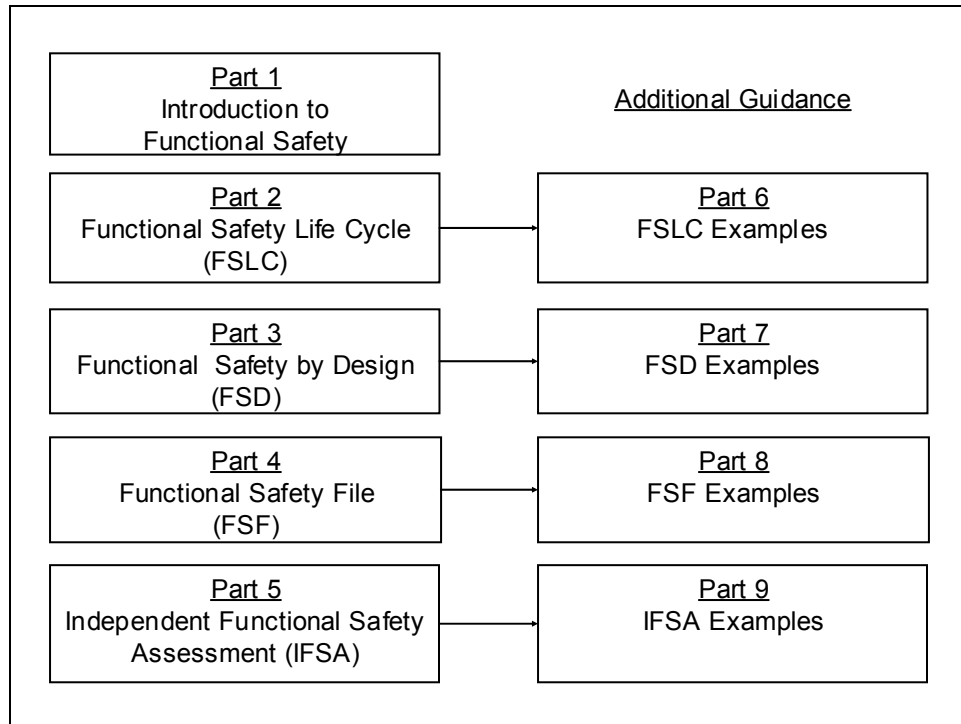 Part 1
Introduction to
Functional Safety
Additional Guidance
Part 2
Functional Safety Life Cycle
(FSLC)
Part 6
FSLC Examples
Part 3
Functional Safety by Design
(FSD)
Part 7
FSD Examples
Part 4
Functional Safety File
(FSF)
Part 8
FSF Examples
Part 5
Independent Functional Safety
Assessment (IFSA)
Part 9
IFSA Examples